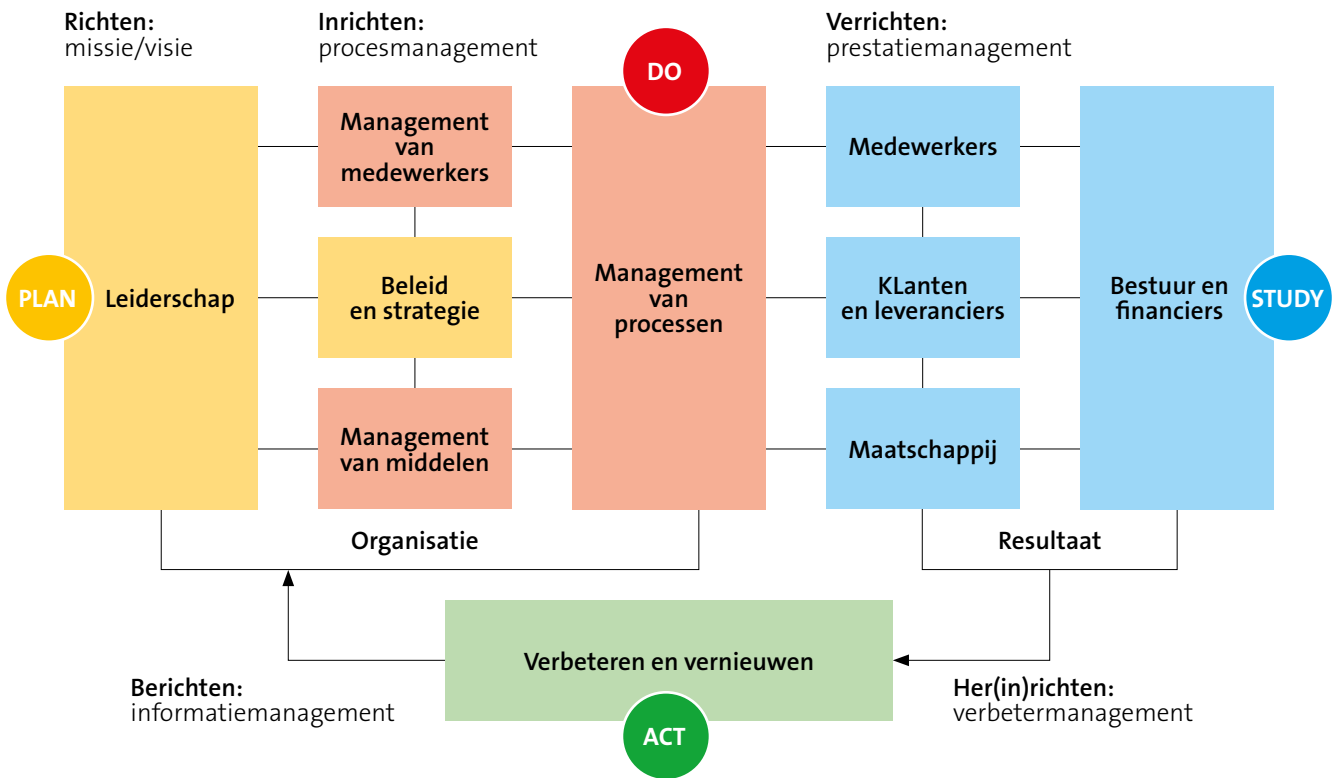 Richten:
missie/visie
Inrichten:
procesmanagement
Verrichten:
prestatiemanagement
DO
Management
van
medewerkers
Medewerkers
PLAN
Leiderschap
Beleid
en strategie
Management
van
processen
KLanten
en leveranciers
Bestuur en
financiers
STUDY
Management
van middelen
Maatschappij
Organisatie
Resultaat
Verbeteren en vernieuwen
Berichten:
informatiemanagement
Her(in)richten:
verbetermanagement
ACT